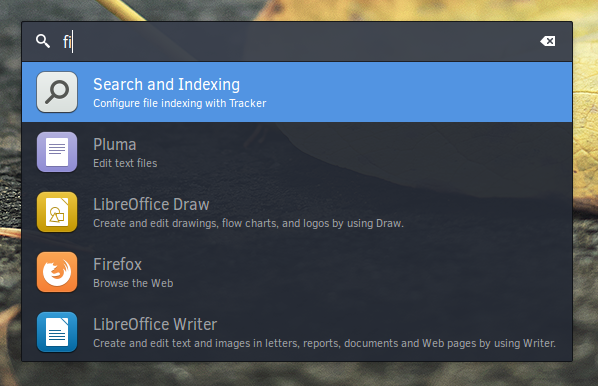 fi
Search and Indexing
Configure file indexing with Tracker
Pluma
Edit text files
LibreOffice Draw
Create and edit drawings, flow charts, and logos by using Draw.
Firefox
Browse the Web
LibreOffice Writer
Create and edit text and images in letters, reports, documents and Web pages by using Writer.